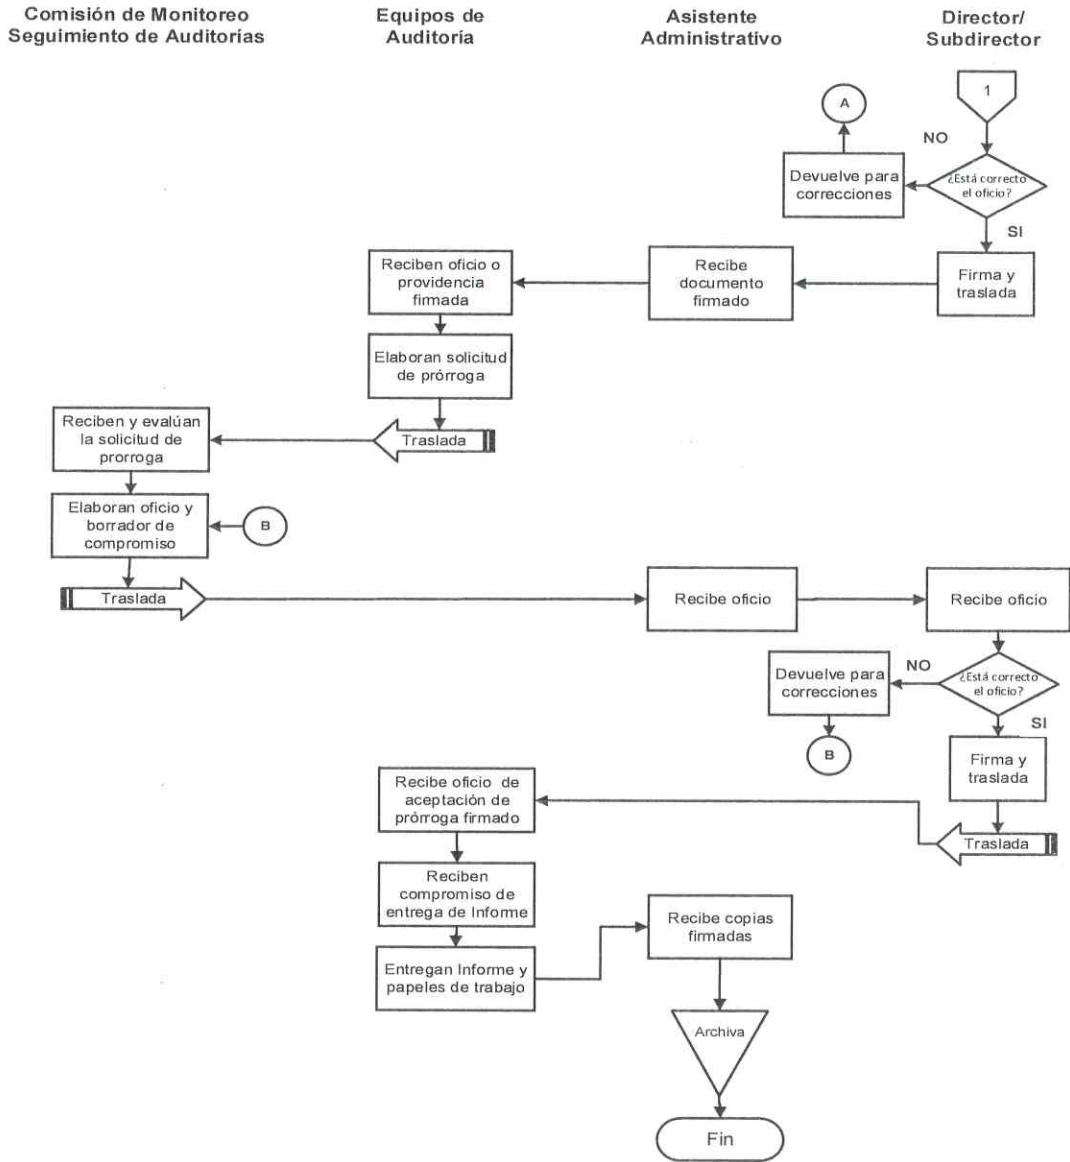 Comisión de Monitoreo
Seguimiento de Auditorías
Equipos de
Auditoría
Asistente
Administrativo
Director/
Subdirector
1
A
NO
Devuelve para
correcciones
¿Está correcto
el oficio?
SI
Reciben oficio o
providencia
firmada
Recibe
documento
firmado
Firma y
traslada
Elaboran solicitud
de prórroga
Reciben y evalúan
la solicitud de
prorroga
Traslada
Elaboran oficio y
borrador de
compromiso
B
Traslada
Recibe oficio
Recibe oficio
Devuelve para
correcciones
NO
¿Está correcto
el oficio?
SI
B
Firma y
traslada
Recibe oficio de
aceptación de
prórroga firmado
Traslada
Reciben
compromiso de
entrega de Informe
Recibe copias
firmadas
Entregan Informe y
papeles de trabajo
Archiva
Fin